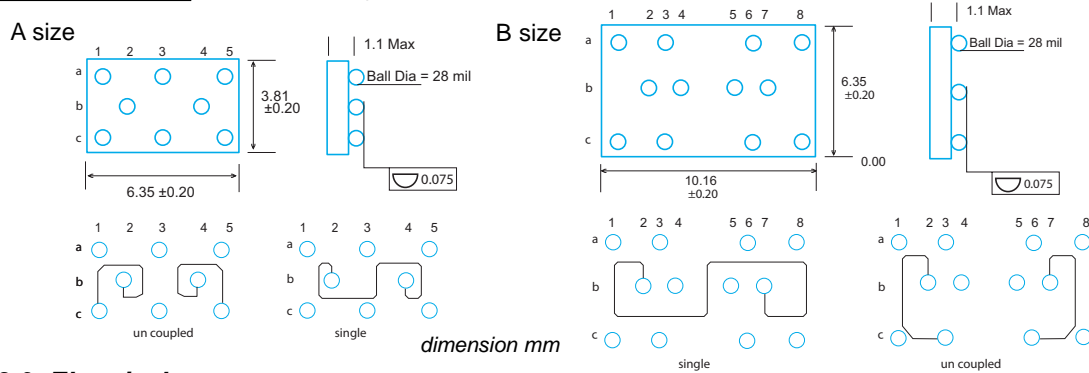 A size
1 2 3 4 5
a
b
c
6.35 ±0.20
3.81
±0.20
1.1 Max
Ball Dia = 28 mil
0.075
B size
1 2 3 4 5 6 7 8
a
b
c
10.16
±0.20
6.35
±0.20
0.00
1.1 Max
Ball Dia = 28 mil
0.075
1 2 3 4 5
a
b
c
un coupled
1 2 3 4 5
a
b
c
single
dimension mm
1 2 3 4 5 6 7 8
a
b
c
single
1 2 3 4 5 6 7 8
a
b
c
un coupled